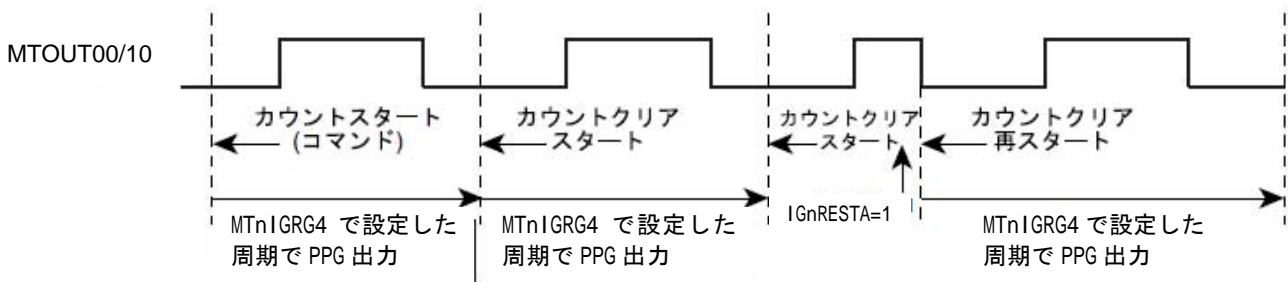 MTOUT00/10
カウントスタート
(コマンド)
カウントクリア
スタート
カウントクリア
スタート
カウントクリア
再スタート
MTnIGRG4 で設定した
周期で PPG 出力
MTnIGRG4 で設定した
周期で PPG 出力
IGnRESTA=1
MTnIGRG4 で設定した
周期で PPG 出力